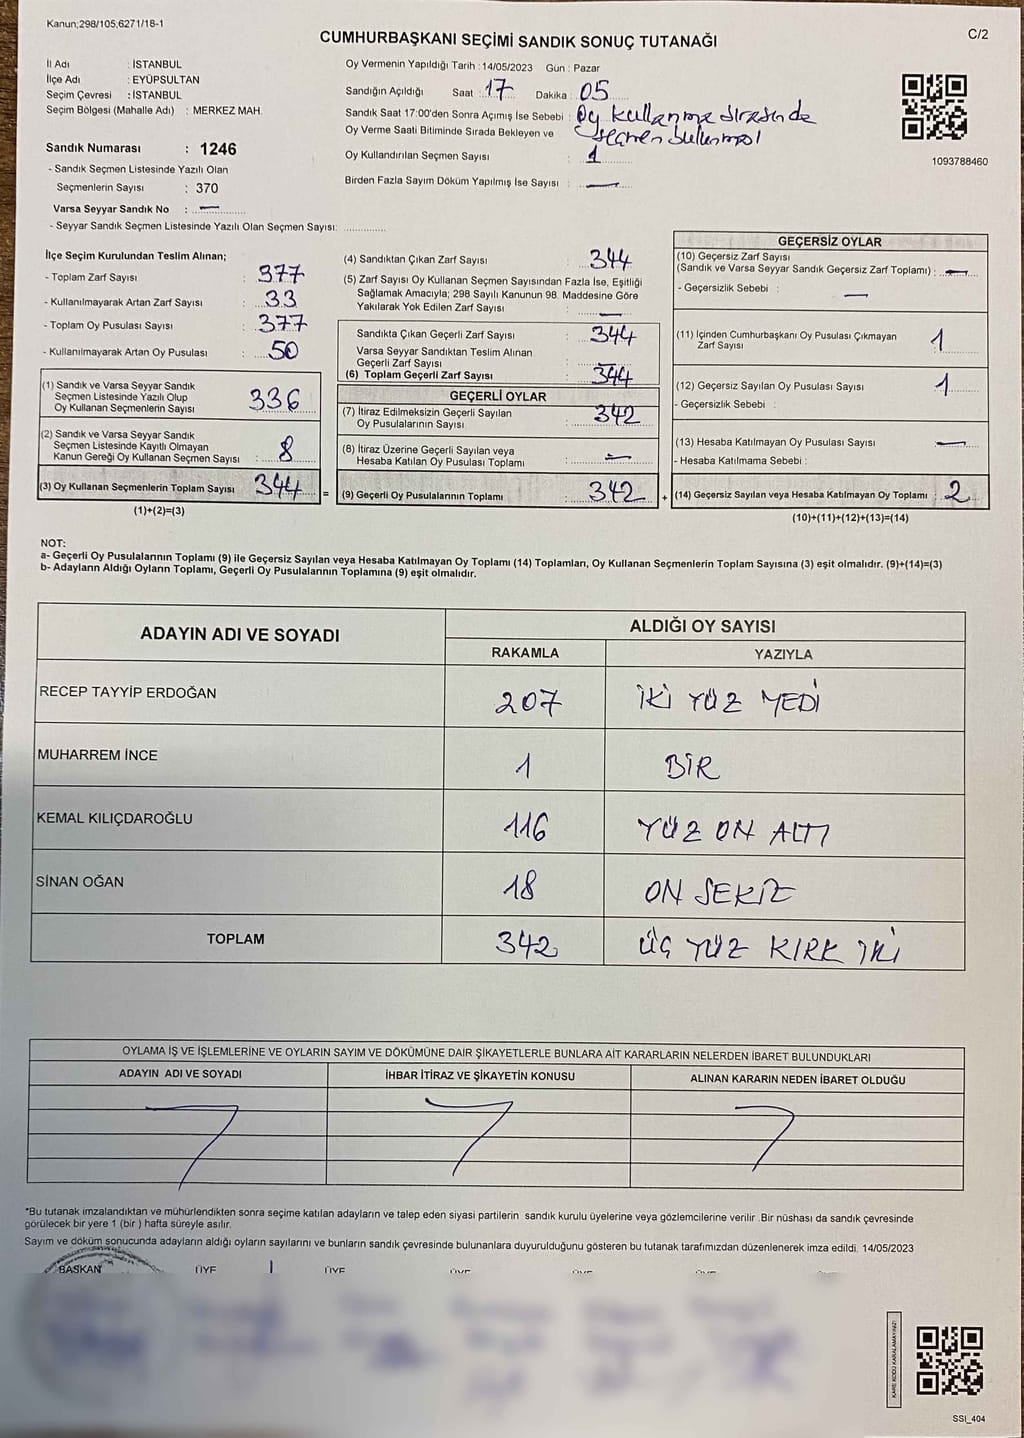 Kanun;298/105,6271/18-1
C/2
CUMHURBAŞKANI SEÇİMİ SANDIK SONUÇ TUTANAĞI
İl Adı : İSTANBUL
İlçe Adı : EYÜPSULTAN
Seçim Çevresi : İSTANBUL
Seçim Bölgesi (Mahalle Adı) : MERKEZ MAH.
Sandık Numarası : 1246
- Sandık Seçmen Listesinde Yazılı Olan
Seçmenlerin Sayısı : 370
Varsa Seyyar Sandık No : —
- Seyyar Sandık Seçmen Listesinde Yazılı Olan Seçmen Sayısı: ..............
Oy Vermenin Yapıldığı Tarih : 14/05/2023 Gün : Pazar
Sandığın Açıldığı Saat : 17 Dakika : 05
Sandık Saat 17:00'den Sonra Açımış İse Sebebi : Oy kullanma sırasında
Oy Verme Saati Bitiminde Sırada Bekleyen ve seçmen bulunması
Oy Kullandırılan Seçmen Sayısı : 1
Birden Fazla Sayım Döküm Yapılmış İse Sayısı : —
1093788460
İlçe Seçim Kurulundan Teslim Alınan;
- Toplam Zarf Sayısı : 377
- Kullanılmayarak Artan Zarf Sayısı : 33
- Toplam Oy Pusulası Sayısı : 377
- Kullanılmayarak Artan Oy Pusulası : 50
(1) Sandık ve Varsa Seyyar Sandık
Seçmen Listesinde Yazılı Olup
Oy Kullanan Seçmenlerin Sayısı 336
(2) Sandık ve Varsa Seyyar Sandık
Seçmen Listesinde Kayıtlı Olmayan
Kanun Gereği Oy Kullanan Seçmen Sayısı : 8
(3) Oy Kullanan Seçmenlerin Toplam Sayısı 344 =
(1)+(2)=(3)
(4) Sandıktan Çıkan Zarf Sayısı : 344
(5) Zarf Sayısı Oy Kullanan Seçmen Sayısından Fazla İse, Eşitliği
Sağlamak Amacıyla; 298 Sayılı Kanunun 98. Maddesine Göre
Yakılarak Yok Edilen Zarf Sayısı : —
Sandıkta Çıkan Geçerli Zarf Sayısı : 344
Varsa Seyyar Sandıktan Teslim Alınan
Geçerli Zarf Sayısı
(6) Toplam Geçerli Zarf Sayısı : 344
GEÇERLİ OYLAR
(7) İtiraz Edilmeksizin Geçerli Sayılan
Oy Pusulalarının Sayısı : 342
(8) İtiraz Üzerine Geçerli Sayılan veya
Hesaba Katılan Oy Pusulası Toplamı : —
(9) Geçerli Oy Pusulalarının Toplamı : 342 +
GEÇERSİZ OYLAR
(10) Geçersiz Zarf Sayısı
(Sandık ve Varsa Seyyar Sandık Geçersiz Zarf Toplamı) : —
- Geçersizlik Sebebi : —
(11) İçinden Cumhurbaşkanı Oy Pusulası Çıkmayan
Zarf Sayısı : 1
(12) Geçersiz Sayılan Oy Pusulası Sayısı : 1
- Geçersizlik Sebebi :
(13) Hesaba Katılmayan Oy Pusulası Sayısı : —
- Hesaba Katılmama Sebebi :
(14) Geçersiz Sayılan veya Hesaba Katılmayan Oy Toplamı : 2
(10)+(11)+(12)+(13)=(14)
NOT:
a- Geçerli Oy Pusulalarının Toplamı (9) ile Geçersiz Sayılan veya Hesaba Katılmayan Oy Toplamı (14) Toplamları, Oy Kullanan Seçmenlerin Toplam Sayısına (3) eşit olmalıdır. (9)+(14)=(3)
b- Adayların Aldığı Oyların Toplamı, Geçerli Oy Pusulalarının Toplamına (9) eşit olmalıdır.
ADAYIN ADI VE SOYADI
ALDIĞI OY SAYISI
RAKAMLA YAZIYLA
RECEP TAYYİP ERDOĞAN 207 İKİ YÜZ YEDİ
MUHARREM İNCE 1 BİR
KEMAL KILIÇDAROĞLU 116 YÜZ ON ALTI
SİNAN OĞAN 18 ON SEKİZ
TOPLAM 342 ÜÇ YÜZ KIRK İKİ
OYLAMA İŞ VE İŞLEMLERİNE VE OYLARIN SAYIM VE DÖKÜMÜNE DAİR ŞİKAYETLERLE BUNLARA AİT KARARLARIN NELERDEN İBARET BULUNDUKLARI
ADAYIN ADI VE SOYADI İHBAR İTİRAZ VE ŞİKAYETİN KONUSU ALINAN KARARIN NEDEN İBARET OLDUĞU
*Bu tutanak imzalandıktan ve mühürlendikten sonra seçime katılan adayların ve talep eden siyasi partilerin sandık kurulu üyelerine veya gözlemcilerine verilir .Bir nüshası da sandık çevresinde
görülecek bir yere 1 (bir ) hafta süreyle asılır.
Sayım ve döküm sonucunda adayların aldığı oyların sayılarını ve bunların sandık çevresinde bulunanlara duyurulduğunu gösteren bu tutanak tarafımızdan düzenlenerek imza edildi. 14/05/2023
BAŞKAN ÜYE ÜYE ÜYE ÜYE ÜYE
KARE KODU KARALAMAYINIZ!
SSI_404